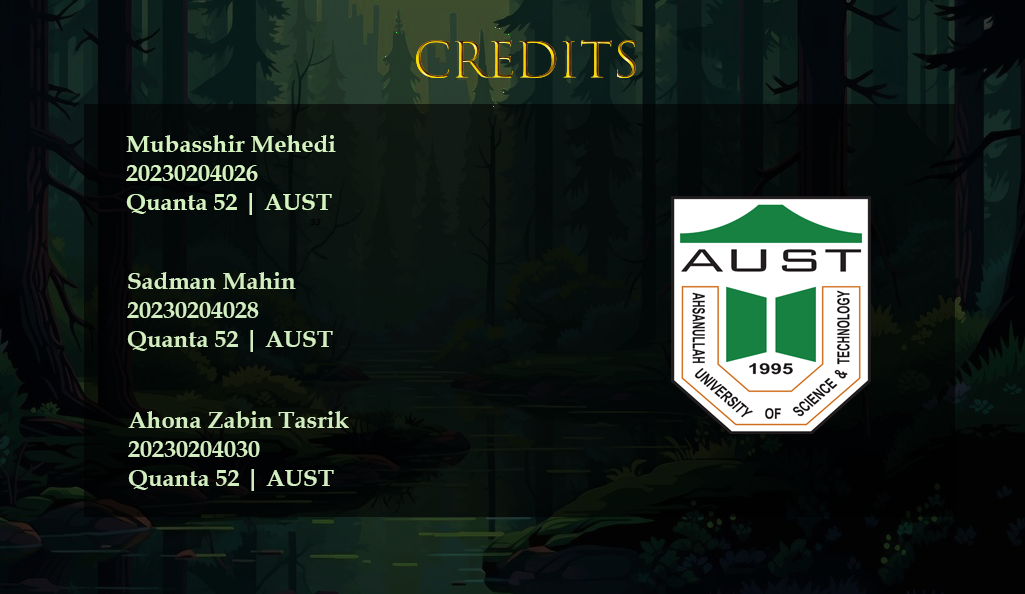 CREDITS
Mubasshir Mehedi
20230204026
Quanta 52 | AUST
Sadman Mahin
20230204028
Quanta 52 | AUST
Ahona Zabin Tasrik
20230204030
Quanta 52 | AUST
AUST
1995
AHSANULLAH UNIVERSITY OF SCIENCE & TECHNOLOGY